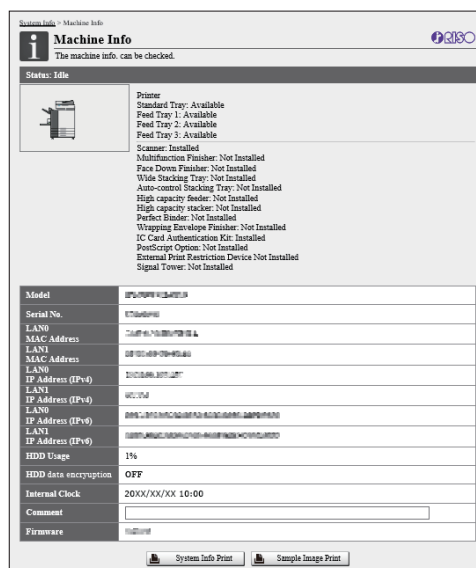 System Info > Machine Info
Machine Info
RISO
The machine info. can be checked.
Status: Idle
Printer
Standard Tray: Available
Feed Tray 1: Available
Feed Tray 2: Available
Feed Tray 3: Available
Scanner: Installed
Multifunction Finisher: Not Installed
Face Down Finisher: Not Installed
Wide Stacking Tray: Not Installed
Auto-control Stacking Tray: Not Installed
High capacity feeder: Not Installed
High capacity stacker: Not Installed
Perfect Binder: Not Installed
Wrapping Envelope Finisher: Not Installed
IC Card Authentication Kit: Installed
PostScript Option: Not Installed
External Print Restriction Device Not Installed
Signal Tower: Not Installed
Model
Serial No.
LAN0
MAC Address
LAN1
MAC Address
LAN0
IP Address (IPv4)
LAN1
IP Address (IPv4)
LAN0
IP Address (IPv6)
LAN1
IP Address (IPv6)
HDD Usage 1%
HDD data encryuption OFF
Internal Clock 20XX/XX/XX 10:00
Comment
Firmware
System Info Print Sample Image Print